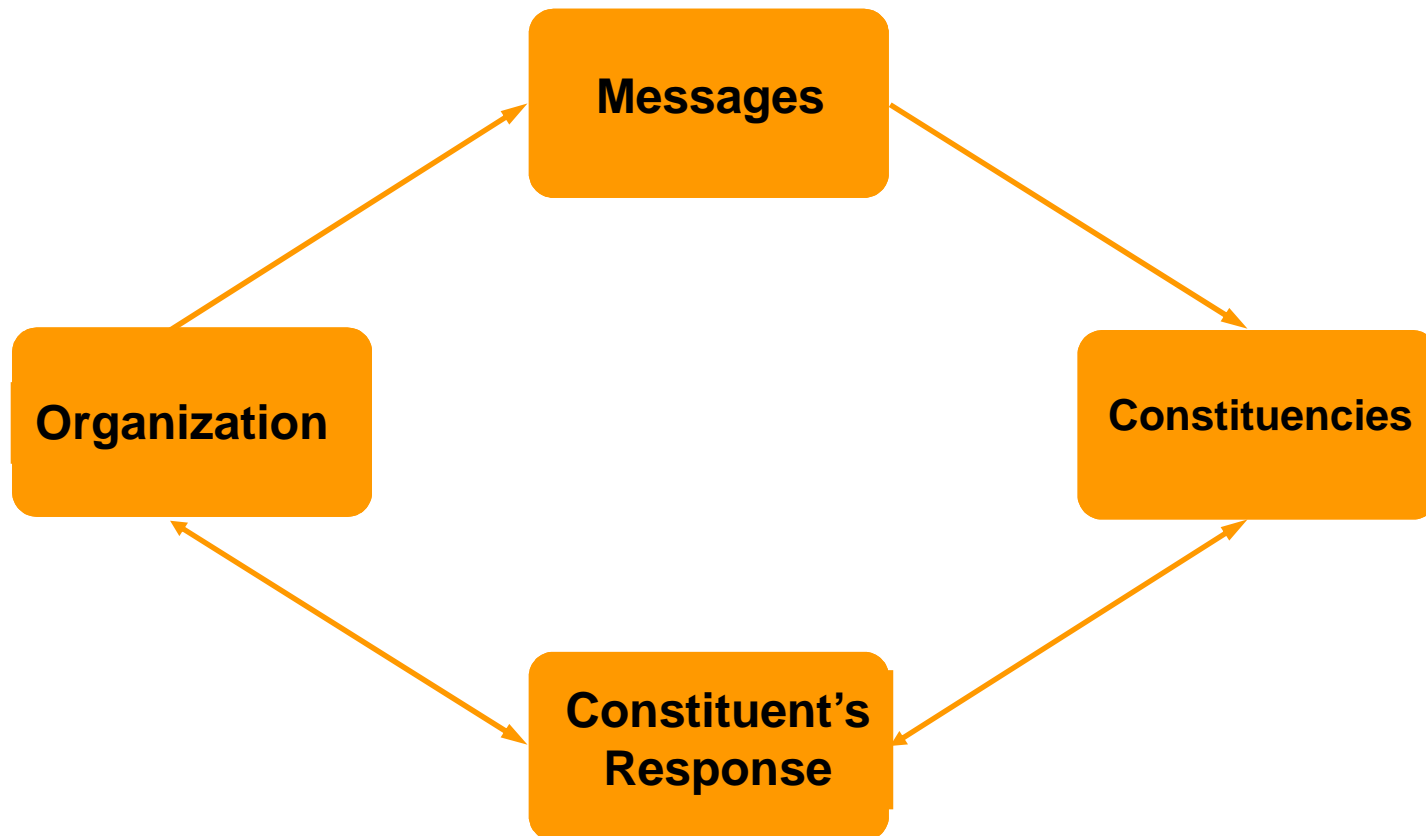 Messages
Organization
Constituencies
Constituent’s
Response